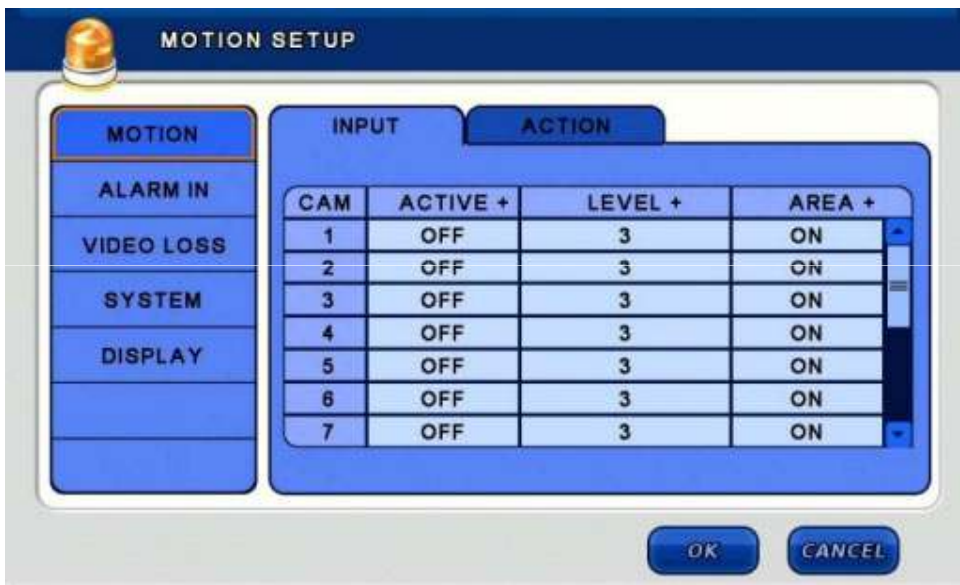 MOTION SETUP
MOTION
ALARM IN
VIDEO LOSS
SYSTEM
DISPLAY
INPUT ACTION
CAM ACTIVE + LEVEL + AREA +
1 OFF 3 ON
2 OFF 3 ON
3 OFF 3 ON
4 OFF 3 ON
5 OFF 3 ON
6 OFF 3 ON
7 OFF 3 ON
OK CANCEL